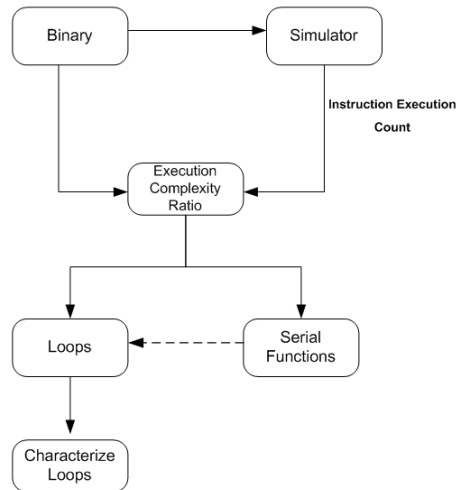 Binary
Simulator
Instruction Execution
Count
Execution
Complexity
Ratio
Loops
Serial
Functions
Characterize
Loops